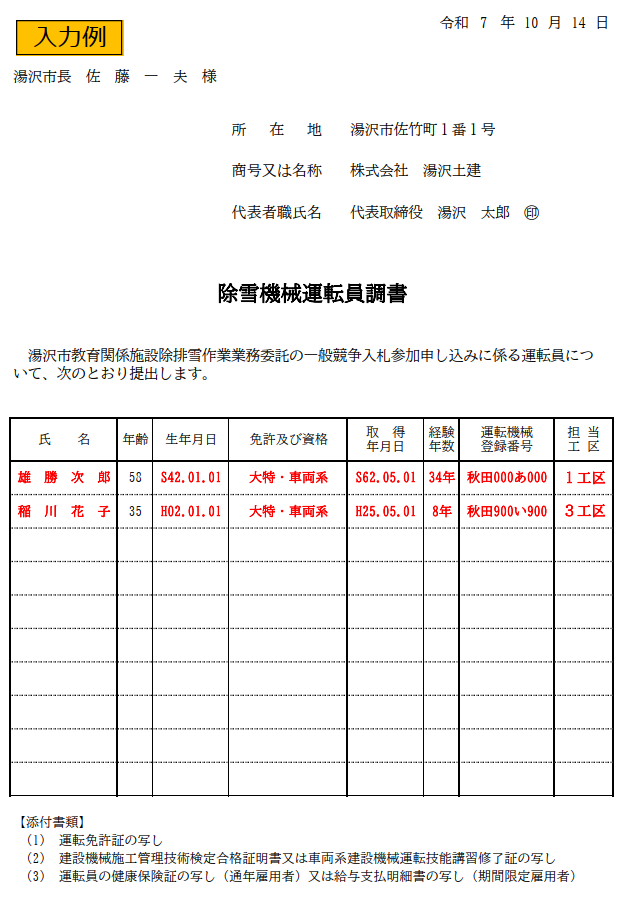 令和 7 年 10 月 14 日
入力例
湯沢市長 佐 藤 一 夫 様
所 在 地 湯沢市佐竹町１番１号
商号又は名称 株式会社 湯沢土建
代表者職氏名 代表取締役 湯沢 太郎 ㊞
除雪機械運転員調書
湯沢市教育関係施設除排雪作業業務委託の一般競争入札参加申し込みに係る運転員につ
いて、次のとおり提出します。
氏 名 年齢 生年月日 免許及び資格 取 得 年月日 経験 年数 運転機械 登録番号 担 当 工 区
雄 勝 次 郎 58 S42.01.01 大特・車両系 S62.05.01 34年 秋田000あ000 １工区
稲 川 花 子 35 H02.01.01 大特・車両系 H25.05.01 8年 秋田900い900 ３工区
【添付書類】
（1） 運転免許証の写し
（2） 建設機械施工管理技術検定合格証明書又は車両系建設機械運転技能講習修了証の写し
（3） 運転員の健康保険証の写し（通年雇用者）又は給与支払明細書の写し（期間限定雇用者）